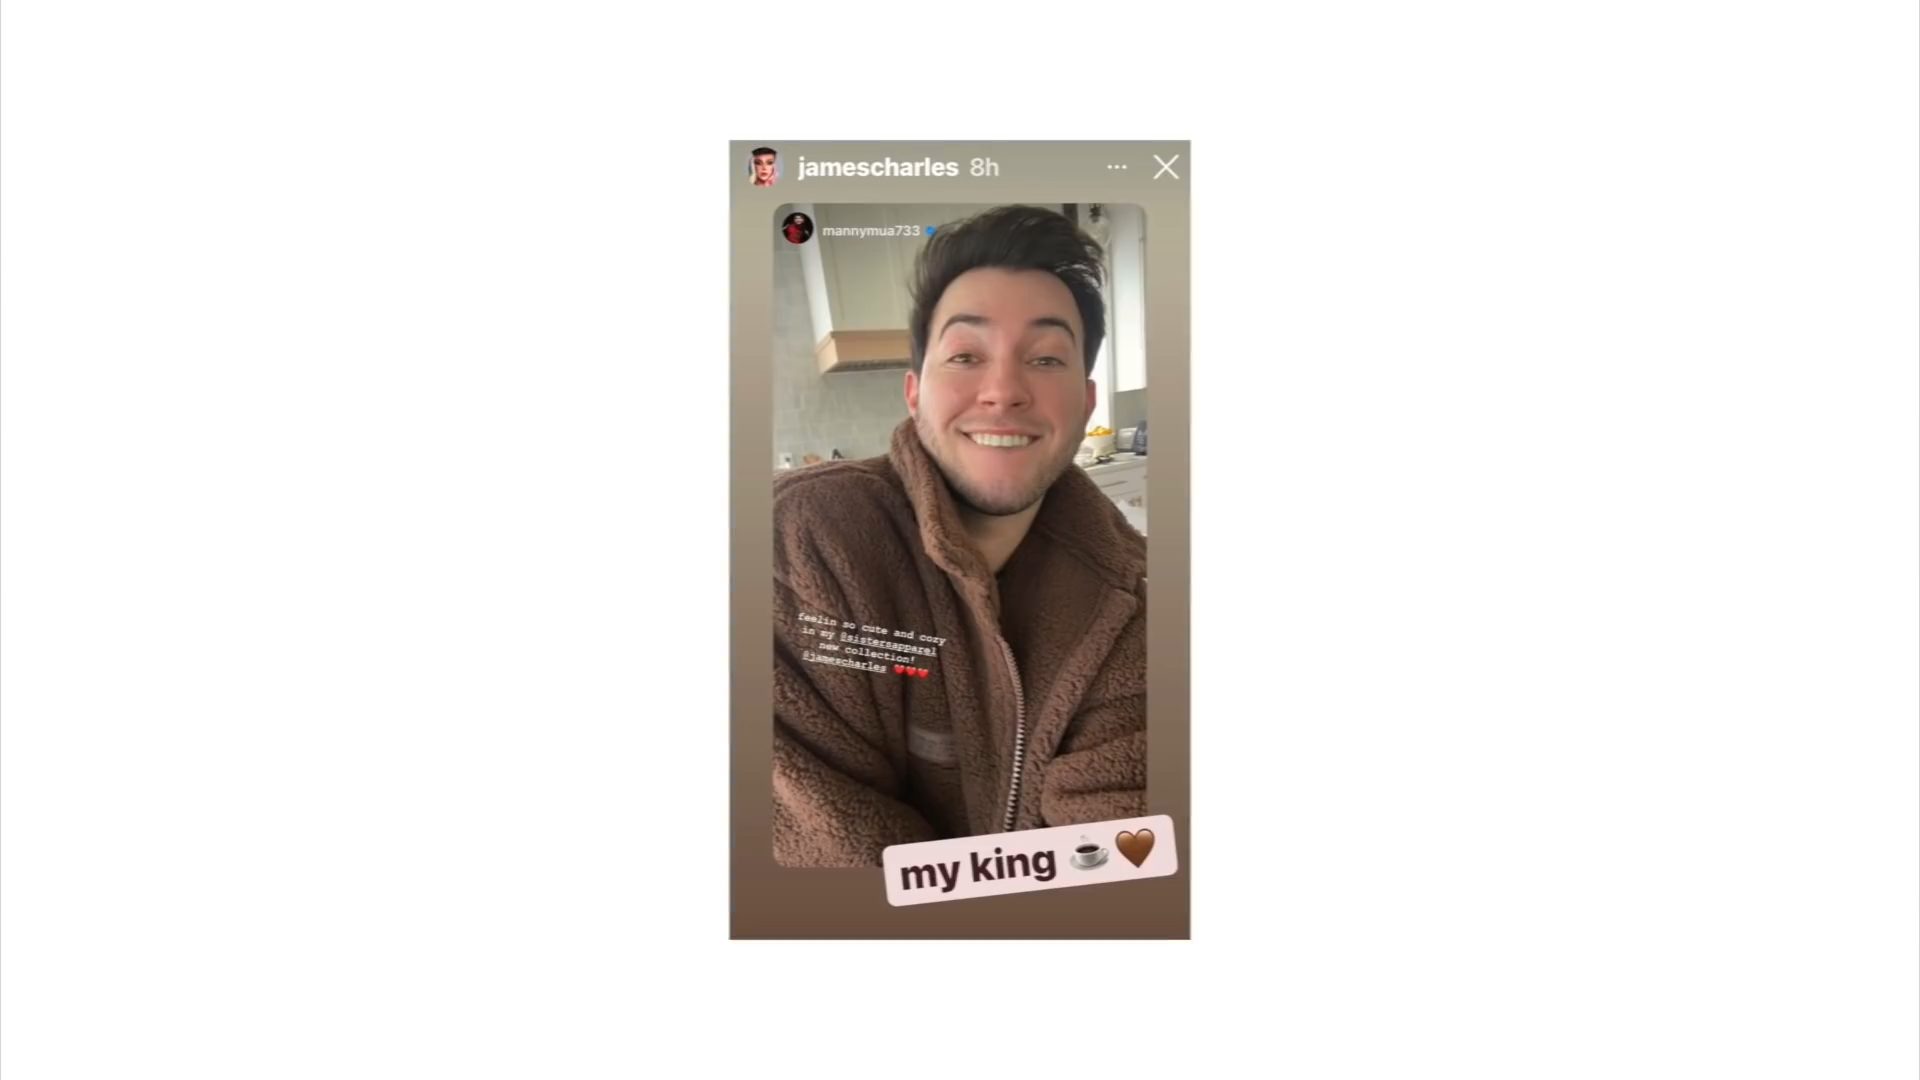 jamescharles 8h
mannymua733
feelin so cute and cozy
in my @sistersapparel
new collection!
@jamescharles ❤️❤️❤️
my king ☕🤎